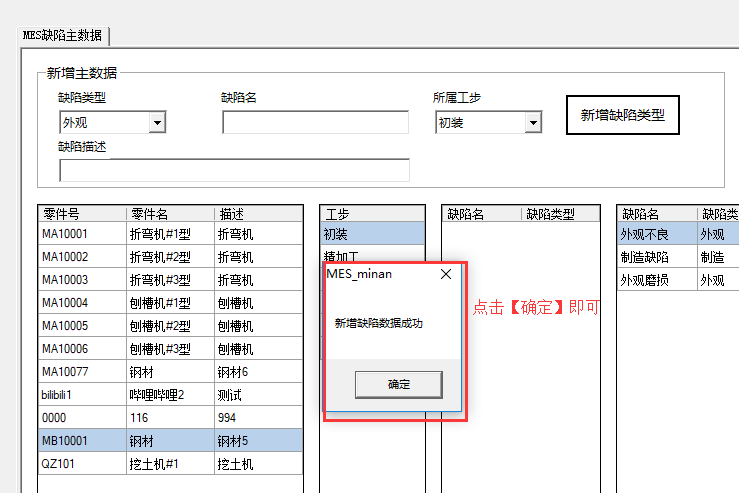 MES缺陷主数据
新增主数据
缺陷类型 缺陷名 所属工步
外观 初装 新增缺陷类型
缺陷描述
零件号 零件名 描述 工步 缺陷名 缺陷类型 缺陷名 缺陷类
MA10001 折弯机#1型 折弯机 初装 外观不良 外观
MA10002 折弯机#2型 折弯机 精加工 制造缺陷 制造
MA10003 折弯机#3型 折弯机 MES_minan 外观磨损 外观
MA10004 刨槽机#1型 刨槽机 点击【确定】即可
MA10005 刨槽机#2型 刨槽机 新增缺陷数据成功
MA10006 刨槽机#3型 刨槽机
MA10077 钢材 钢材6
bilibili1 哔哩哔哩2 测试 确定
0000 116 994
MB10001 钢材 钢材5
QZ101 挖土机#1 挖土机